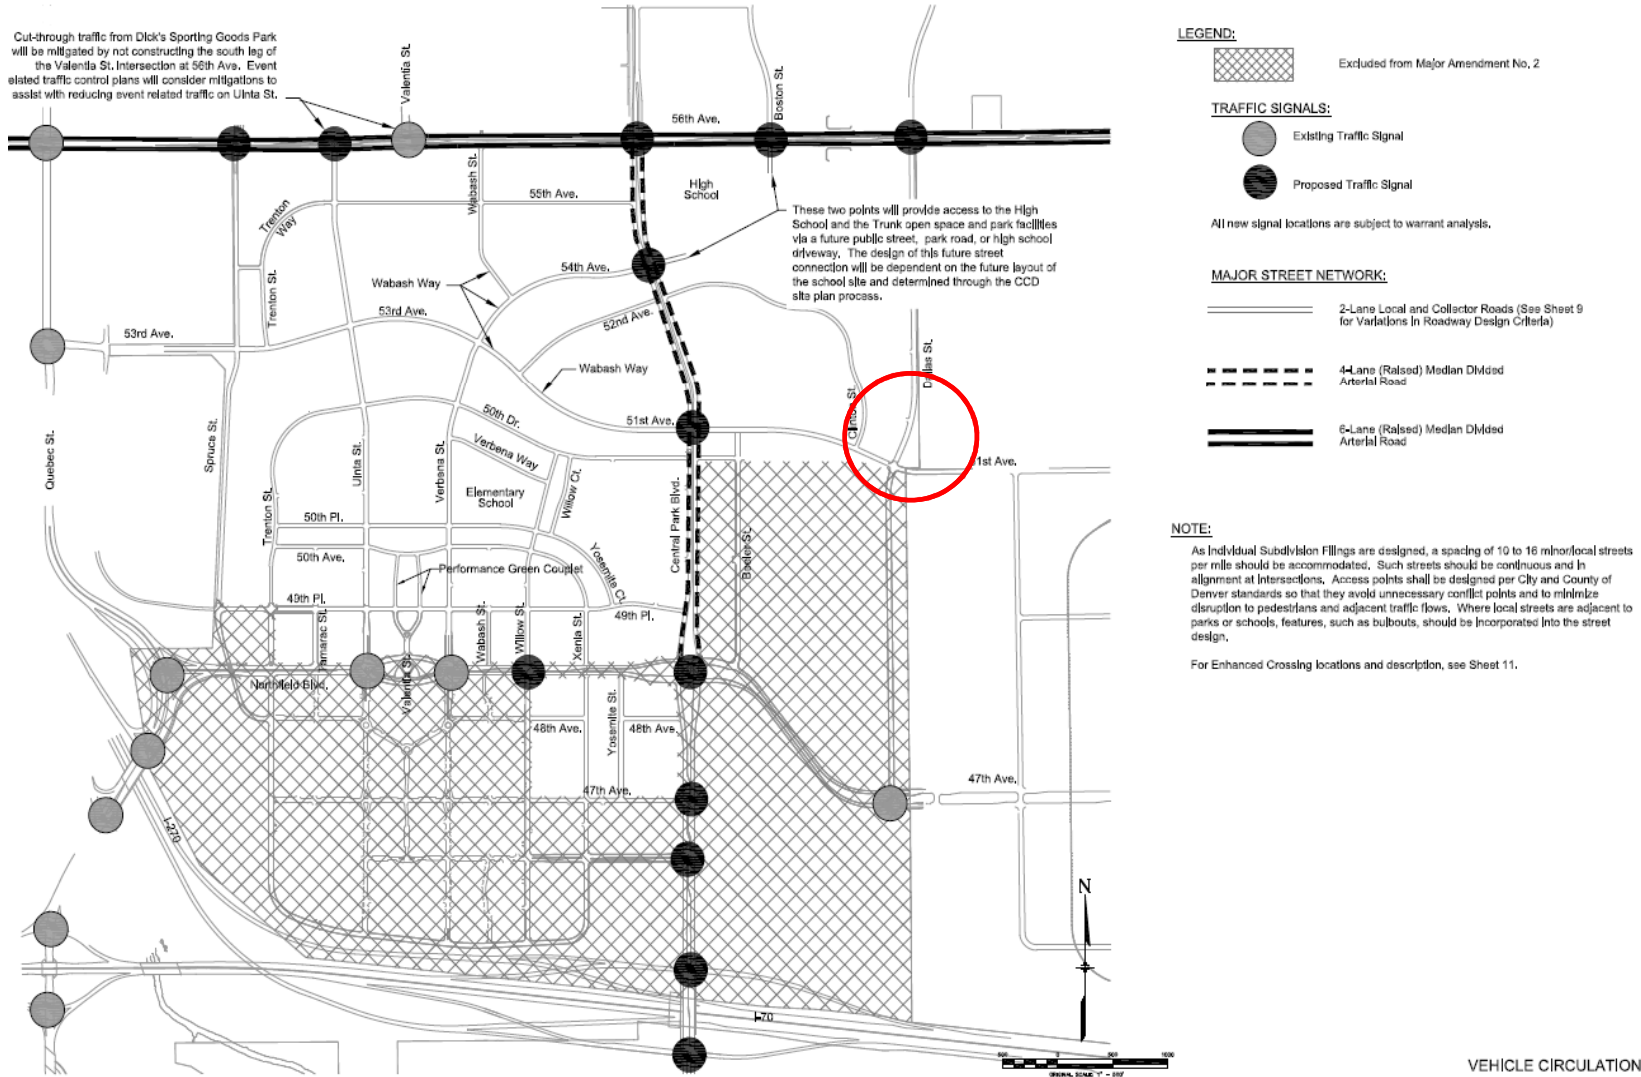 Cut-through traffic from Dick's Sporting Goods Park
will be mitigated by not constructing the south leg of
the Valentia St. Intersection at 56th Ave. Event
elated traffic control plans will consider mitigations to
assist with reducing event related traffic on Uinta St.
Valentia St.
Boston St.
56th Ave.
Wabash St.
55th Ave.
High
School
Trenton
Way
These two points will provide access to the High
School and the Trunk open space and park facilities
via a future public street, park road, or high school
driveway. The design of this future street
connection will be dependent on the future layout of
the school site and determined through the CCD
site plan process.
54th Ave.
Wabash Way
Trenton St.
53rd Ave.
52nd Ave.
53rd Ave.
Dallas St.
Wabash Way
Clinton St.
50th Dr.
51st Ave.
Quebec St.
Spruce St.
Uinta St.
Verbena St.
Verbena Way
1st Ave.
Elementary
School
Willow Ct.
Trenton St.
50th Pl.
Central Park Blvd.
Beeler St.
50th Ave.
Yosemite Ct.
Performance Green Couplet
49th Pl.
49th Pl.
Tamarac St.
Wabash St.
Willow St.
Xenia St.
Valentia St.
Northfield Blvd.
48th Ave.
Yosemite St.
48th Ave.
47th Ave.
47th Ave.
I-270
I-70
N
500
0
500
1000
ORIGINAL SCALE: 1" = 500'
LEGEND:
Excluded from Major Amendment No. 2
TRAFFIC SIGNALS:
Existing Traffic Signal
Proposed Traffic Signal
All new signal locations are subject to warrant analysis.
MAJOR STREET NETWORK:
2-Lane Local and Collector Roads (See Sheet 9
for Variations in Roadway Design Criteria)
4-Lane (Raised) Median Divided
Arterial Road
6-Lane (Raised) Median Divided
Arterial Road
NOTE:
As individual Subdivision Filings are designed, a spacing of 10 to 16 minor/local streets
per mile should be accommodated. Such streets should be continuous and in
alignment at intersections. Access points shall be designed per City and County of
Denver standards so that they avoid unnecessary conflict points and to minimize
disruption to pedestrians and adjacent traffic flows. Where local streets are adjacent to
parks or schools, features, such as bulbouts, should be incorporated into the street
design.
For Enhanced Crossing locations and description, see Sheet 11.
VEHICLE CIRCULATION